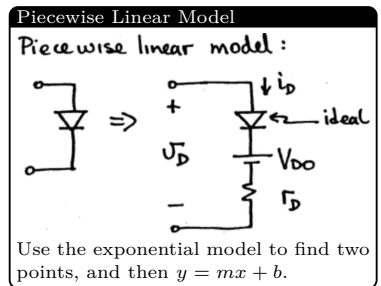 Piecewise Linear Model
Piecewise linear model:
i_D
+
ideal
⇒
v_D
V_DO
r_D
−
Use the exponential model to find two
points, and then y = mx + b.